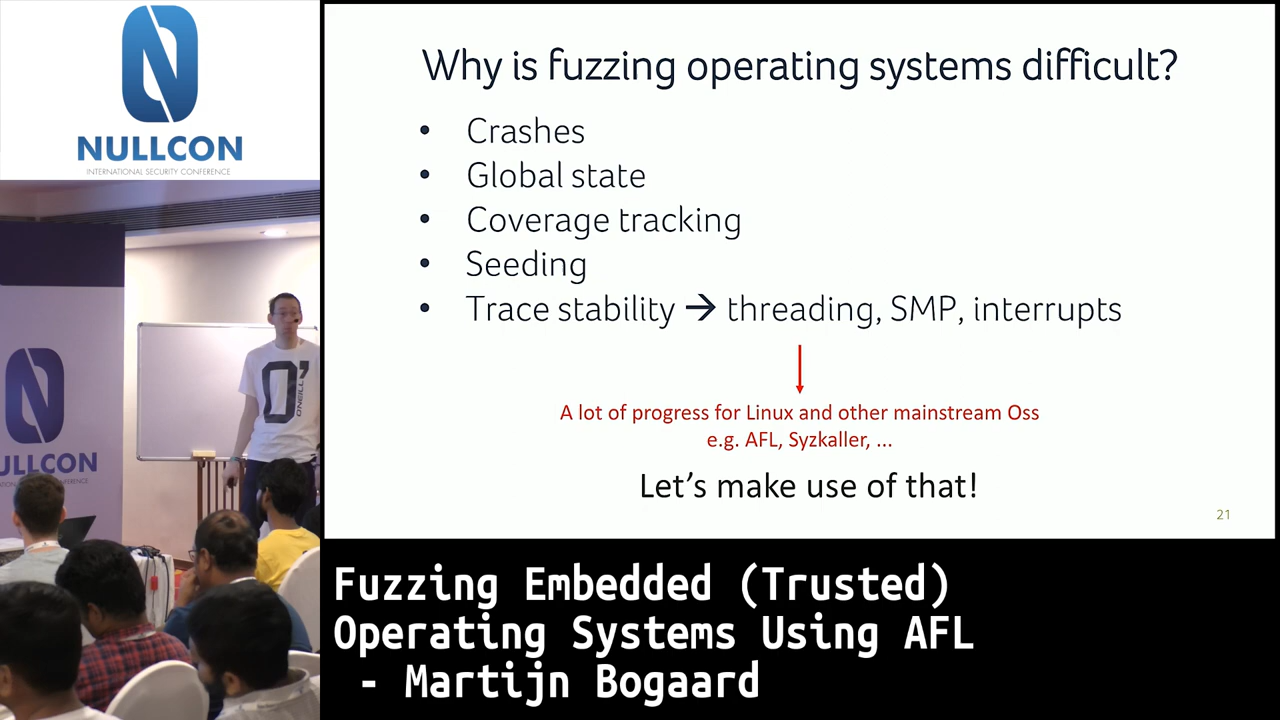 NULLCON
INTERNATIONAL SECURITY CONFERENCE
Why is fuzzing operating systems difficult?
• Crashes
• Global state
• Coverage tracking
• Seeding
• Trace stability → threading, SMP, interrupts
A lot of progress for Linux and other mainstream Oss
e.g. AFL, Syzkaller, ...
Let's make use of that!
21
O'NEILL
ULLCON
Fuzzing Embedded (Trusted)
Operating Systems Using AFL
- Martijn Bogaard